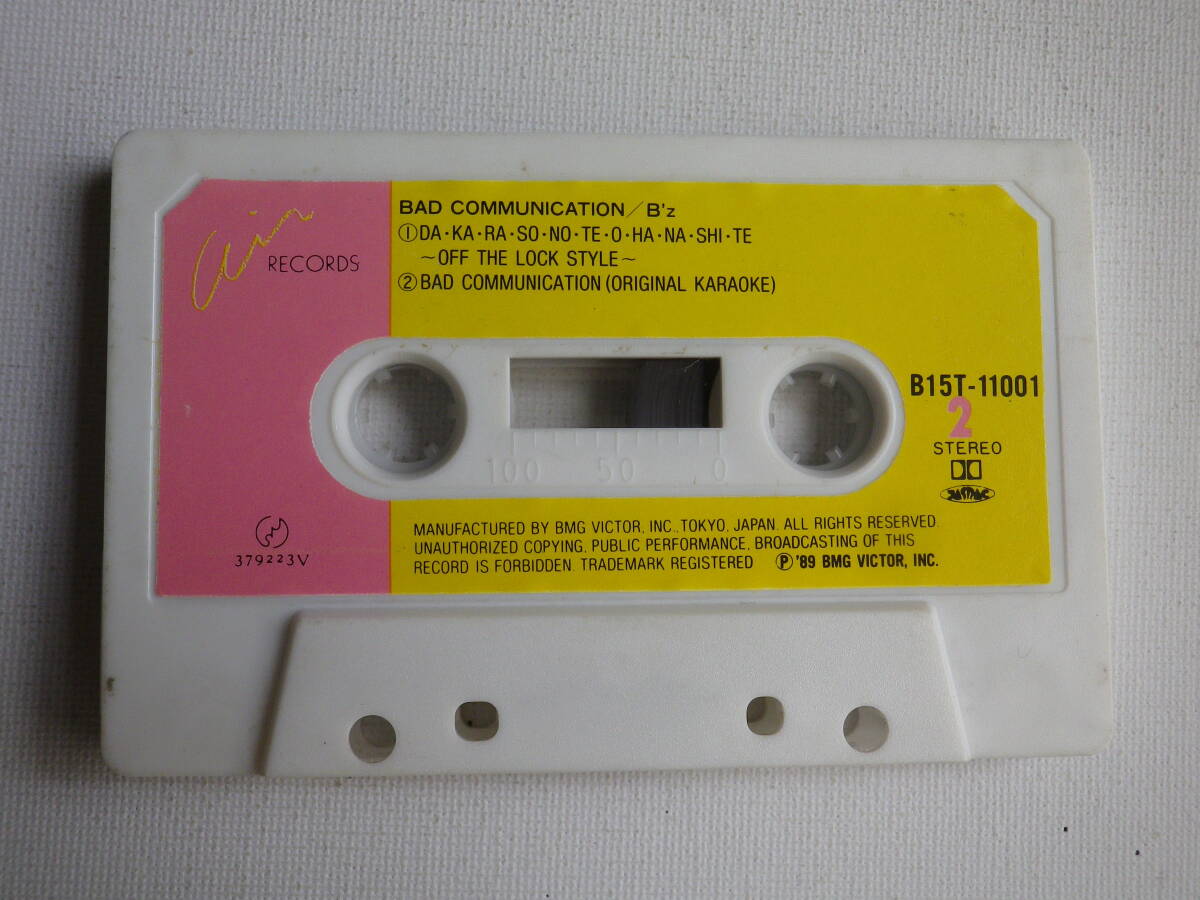 Air
RECORDS
BAD COMMUNICATION/B'z
①DA·KA·RA·SO·NO·TE·O·HA·NA·SHI·TE
~OFF THE LOCK STYLE~
②BAD COMMUNICATION (ORIGINAL KARAOKE)
B15T-11001
2
STEREO
100 50 0
379223V
MANUFACTURED BY BMG VICTOR, INC., TOKYO, JAPAN. ALL RIGHTS RESERVED.
UNAUTHORIZED COPYING, PUBLIC PERFORMANCE, BROADCASTING OF THIS
RECORD IS FORBIDDEN. TRADEMARK REGISTERED Ⓟ '89 BMG VICTOR, INC.